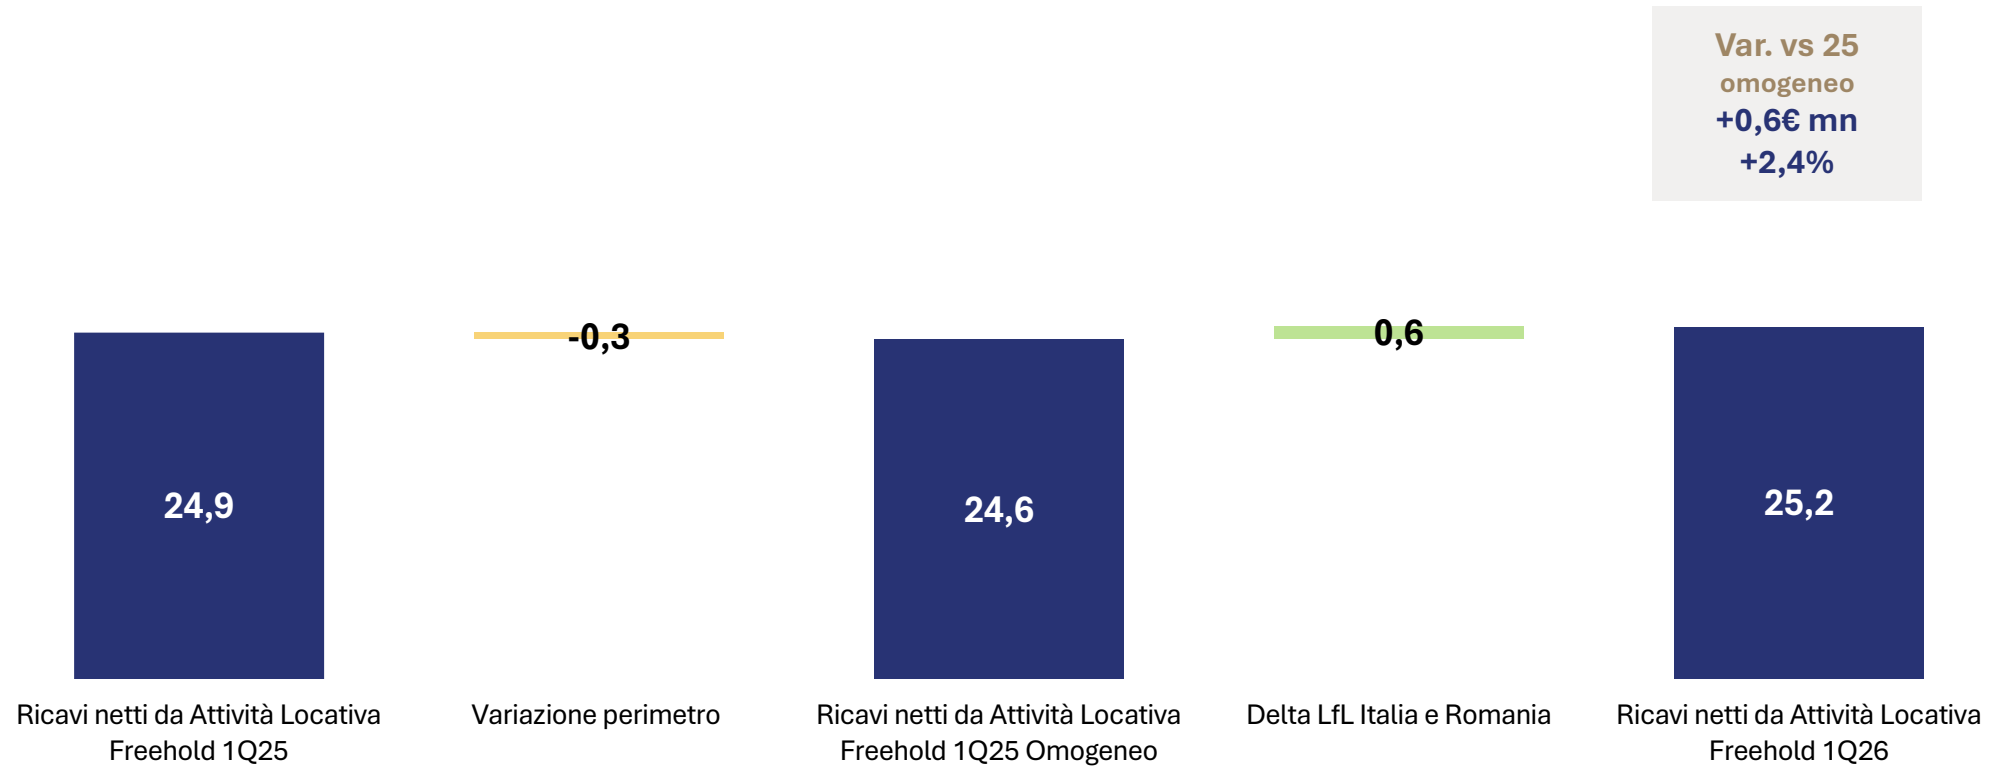 Var. vs 25
omogeneo
+0,6€ mn
+2,4%
-0,3
0,6
24,9
24,6
25,2
Ricavi netti da Attività Locativa
Freehold 1Q25
Variazione perimetro
Ricavi netti da Attività Locativa
Freehold 1Q25 Omogeneo
Delta LfL Italia e Romania
Ricavi netti da Attività Locativa
Freehold 1Q26